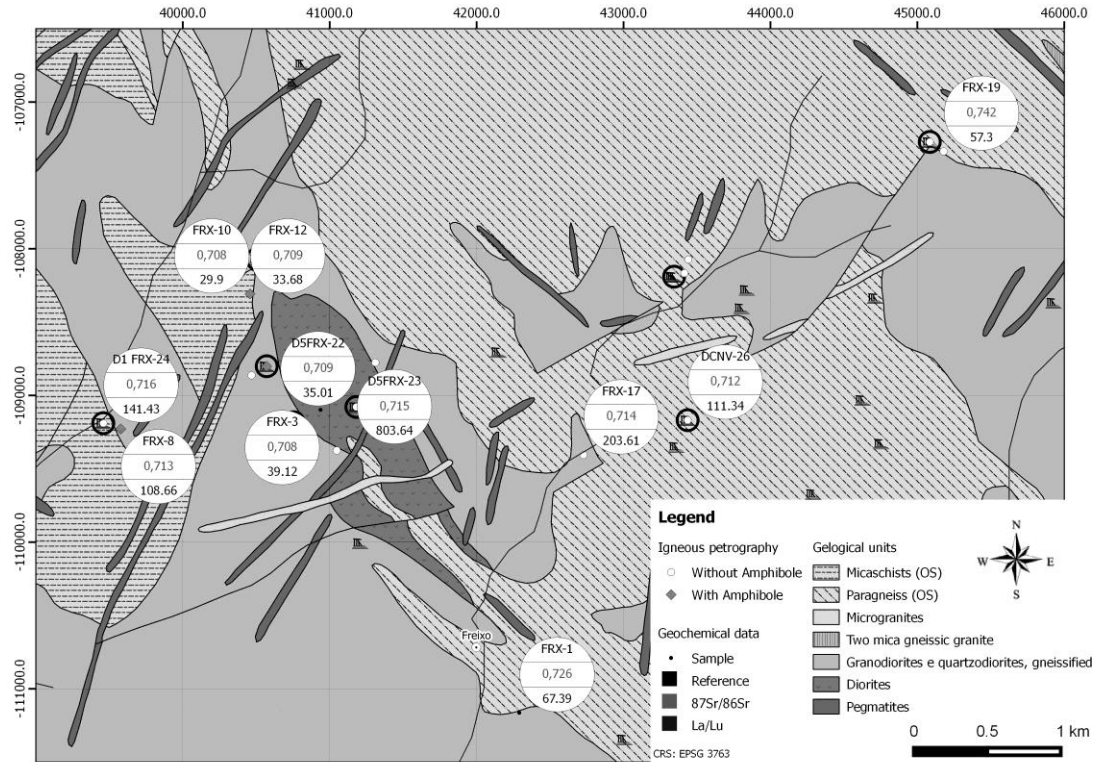 40000.0
41000.0
42000.0
43000.0
44000.0
45000.0
46000.0
-107000.0
-108000.0
-109000.0
-110000.0
-111000.0
FRX-19
0,742
57.3
FRX-10
0,708
29.9
FRX-12
0,709
33.68
D1 FRX-24
0,716
141.43
D5FRX-22
0,709
35.01
D5FRX-23
0,715
803.64
DCNV-26
0,712
111.34
FRX-17
0,714
203.61
FRX-3
0,708
39.12
FRX-8
0,713
108.66
Freixo
FRX-1
0,726
67.39
Legend
Igneous petrography
Without Amphibole
With Amphibole
Geochemical data
Sample
Reference
87Sr/86Sr
La/Lu
CRS: EPSG 3763
Gelological units
Micaschists (OS)
Paragneiss (OS)
Microgranites
Two mica gneissic granite
Granodiorites e quartzodiorites, gneissified
Diorites
Pegmatites
N
W
E
S
0
0.5
1 km